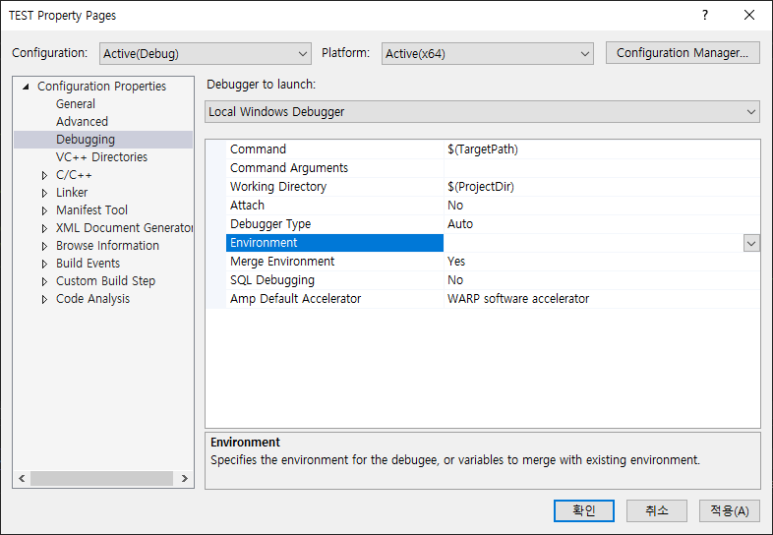 TEST Property Pages
?
Configuration: Active(Debug) Platform: Active(x64) Configuration Manager...
Configuration Properties
General
Advanced
Debugging
VC++ Directories
C/C++
Linker
Manifest Tool
XML Document Generator
Browse Information
Build Events
Custom Build Step
Code Analysis
Debugger to launch:
Local Windows Debugger
Command $(TargetPath)
Command Arguments
Working Directory $(ProjectDir)
Attach No
Debugger Type Auto
Environment
Merge Environment Yes
SQL Debugging No
Amp Default Accelerator WARP software accelerator
Environment
Specifies the environment for the debugee, or variables to merge with existing environment.
확인 취소 적용(A)